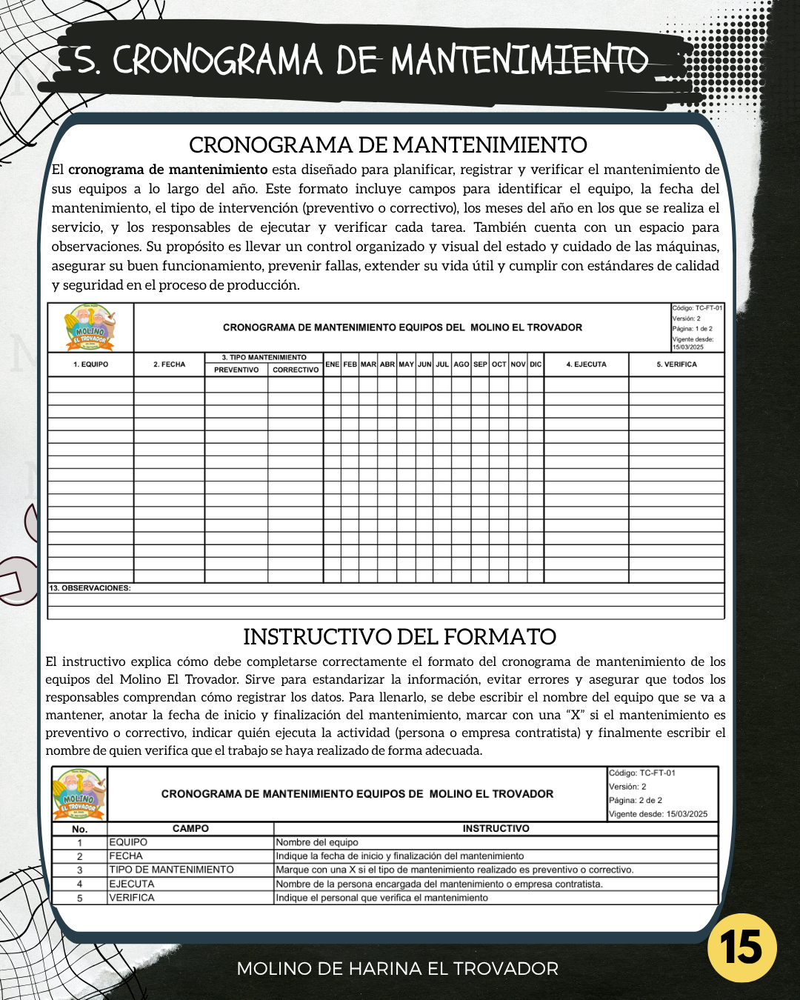 5. CRONOGRAMA DE MANTENIMIENTO
CRONOGRAMA DE MANTENIMIENTO
El cronograma de mantenimiento esta diseñado para planificar, registrar y verificar el mantenimiento de
sus equipos a lo largo del año. Este formato incluye campos para identificar el equipo, la fecha del
mantenimiento, el tipo de intervención (preventivo o correctivo), los meses del año en los que se realiza el
servicio, y los responsables de ejecutar y verificar cada tarea. También cuenta con un espacio para
observaciones. Su propósito es llevar un control organizado y visual del estado y cuidado de las máquinas,
asegurar su buen funcionamiento, prevenir fallas, extender su vida útil y cumplir con estándares de calidad
y seguridad en el proceso de producción.
MOLINO
EL TROVADOR
CRONOGRAMA DE MANTENIMIENTO EQUIPOS DEL MOLINO EL TROVADOR
Código: TC-FT-01
Versión: 2
Página: 1 de 2
Vigente desde:
15/03/2025
1. EQUIPO 2. FECHA 3. TIPO MANTENIMIENTO ENE FEB MAR ABR MAY JUN JUL AGO SEP OCT NOV DIC 4. EJECUTA 5. VERIFICA
PREVENTIVO CORRECTIVO
13. OBSERVACIONES:
INSTRUCTIVO DEL FORMATO
El instructivo explica cómo debe completarse correctamente el formato del cronograma de mantenimiento de los
equipos del Molino El Trovador. Sirve para estandarizar la información, evitar errores y asegurar que todos los
responsables comprendan cómo registrar los datos. Para llenarlo, se debe escribir el nombre del equipo que se va a
mantener, anotar la fecha de inicio y finalización del mantenimiento, marcar con una “X” si el mantenimiento es
preventivo o correctivo, indicar quién ejecuta la actividad (persona o empresa contratista) y finalmente escribir el
nombre de quien verifica que el trabajo se haya realizado de forma adecuada.
MOLINO
EL TROVADOR
CRONOGRAMA DE MANTENIMIENTO EQUIPOS DE MOLINO EL TROVADOR
Código: TC-FT-01
Versión: 2
Página: 2 de 2
Vigente desde: 15/03/2025
No. CAMPO INSTRUCTIVO
1 EQUIPO Nombre del equipo
2 FECHA Indique la fecha de inicio y finalización del mantenimiento
3 TIPO DE MANTENIMIENTO Marque con una X si el tipo de mantenimiento realizado es preventivo o correctivo.
4 EJECUTA Nombre de la persona encargada del mantenimiento o empresa contratista.
5 VERIFICA Indique el personal que verifica el mantenimiento
15
MOLINO DE HARINA EL TROVADOR